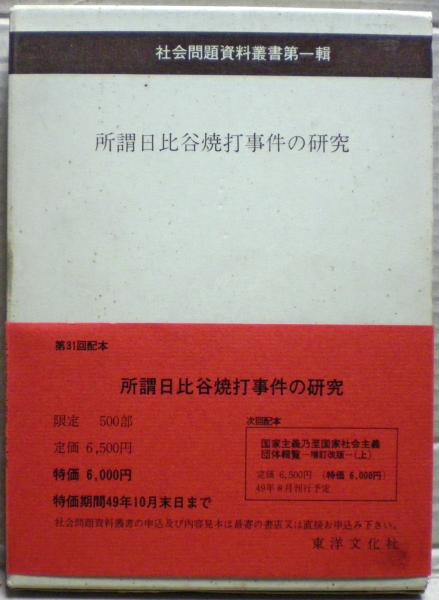 社会問題資料叢書第一輯
所謂日比谷焼打事件の研究
第31回配本
所謂日比谷焼打事件の研究
限定 500部
定価 6,500円
特価 6,000円
特価期間49年10月末日まで
次回配本
国家主義乃至国家社会主義
団体輯覧―増訂改版―(上)
定価 6,500円 (特価 6,000円)
49年8月刊行予定
社会問題資料叢書の申込及び内容見本は最寄の書店又は直接お申込み下さい。
東洋文化社